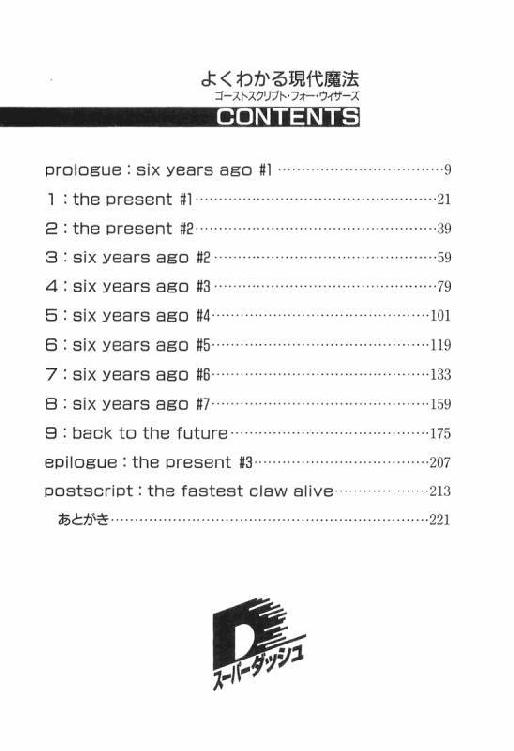 よくわかる現代魔法
ゴーストスクリプト・フォー・ウィザーズ
CONTENTS
prologue : six years ago #1 ……………………………9
1 : the present #1 ……………………………………21
2 : the present #2 ……………………………………39
3 : six years ago #2 …………………………………59
4 : six years ago #3 …………………………………79
5 : six years ago #4 …………………………………101
6 : six years ago #5 …………………………………119
7 : six years ago #6 …………………………………133
8 : six years ago #7 …………………………………159
9 : back to the future ………………………………175
epilogue : the present #3 ……………………………207
postscript : the fastest claw alive ………………213
あとがき ………………………………………………221
スーパーダッシュ